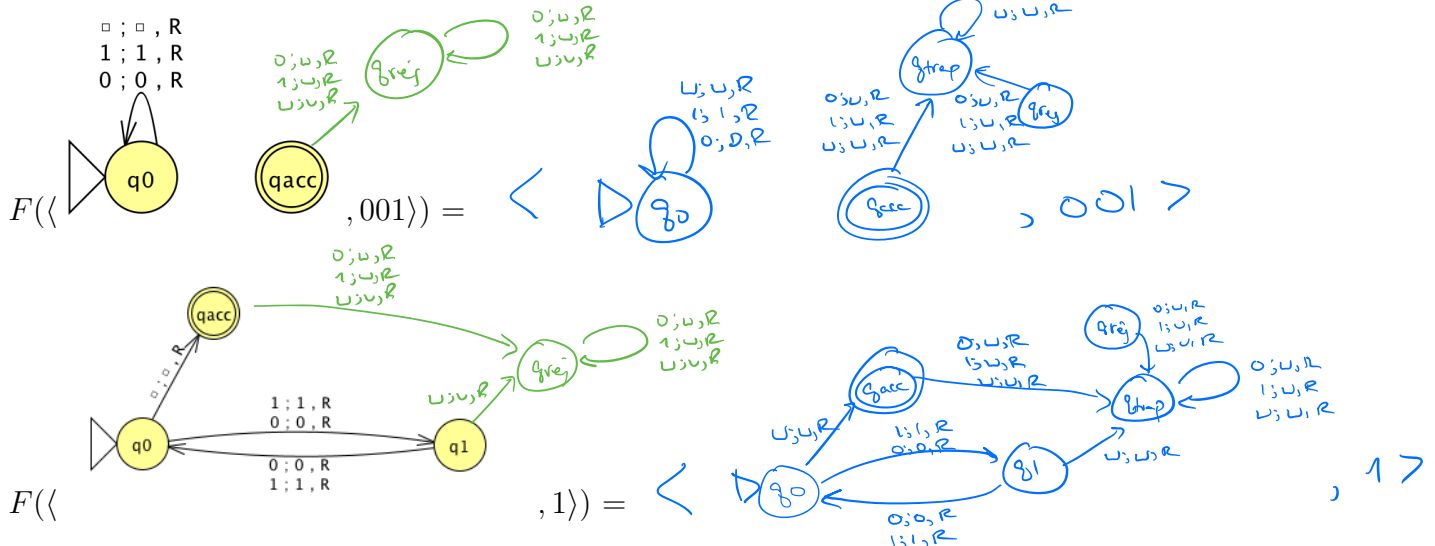 □ ; □ , R
1 ; 1 , R
0 ; 0 , R
q0
qacc
0; ␣, R
1; ␣, R
␣; ␣, R
qrej
0; ␣, R
1; ␣, R
␣; ␣, R
F(⟨ , 001⟩) = <
␣; ␣, R
1; 1, R
0; 0, R
q0
qacc
0; ␣, R
1; ␣, R
␣; ␣, R
qtrap
␣; ␣, R
0; ␣, R
1; ␣, R
␣; ␣, R
qrej
, 001 >
qacc
□ ; □ , R
q0
1 ; 1 , R
0 ; 0 , R
0 ; 0 , R
1 ; 1 , R
q1
0; ␣, R
1; ␣, R
␣; ␣, R
␣; ␣, R
qrej
0; ␣, R
1; ␣, R
␣; ␣, R
F(⟨ , 1⟩) = <
qacc
␣; ␣, R
q0
1; 1, R
0; 0, R
0; 0, R
1; 1, R
q1
0; ␣, R
1; ␣, R
␣; ␣, R
␣; ␣, R
qrej
0; ␣, R
1; ␣, R
␣; ␣, R
qtrap
0; ␣, R
1; ␣, R
␣; ␣, R
, 1 >